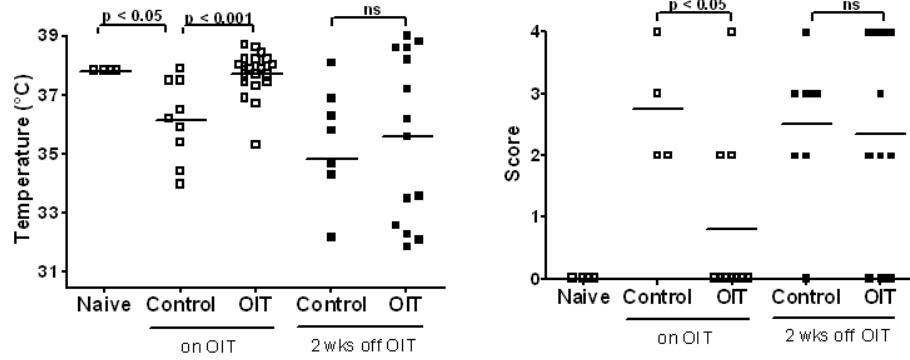 p < 0.05 p < 0.001 ns
39
37
35
33
31
Temperature (°C)
Naive Control OIT Control OIT
on OIT 2 wks off OIT
p < 0.05 ns
4
3
2
1
0
Score
Naive Control OIT Control OIT
on OIT 2 wks off OIT